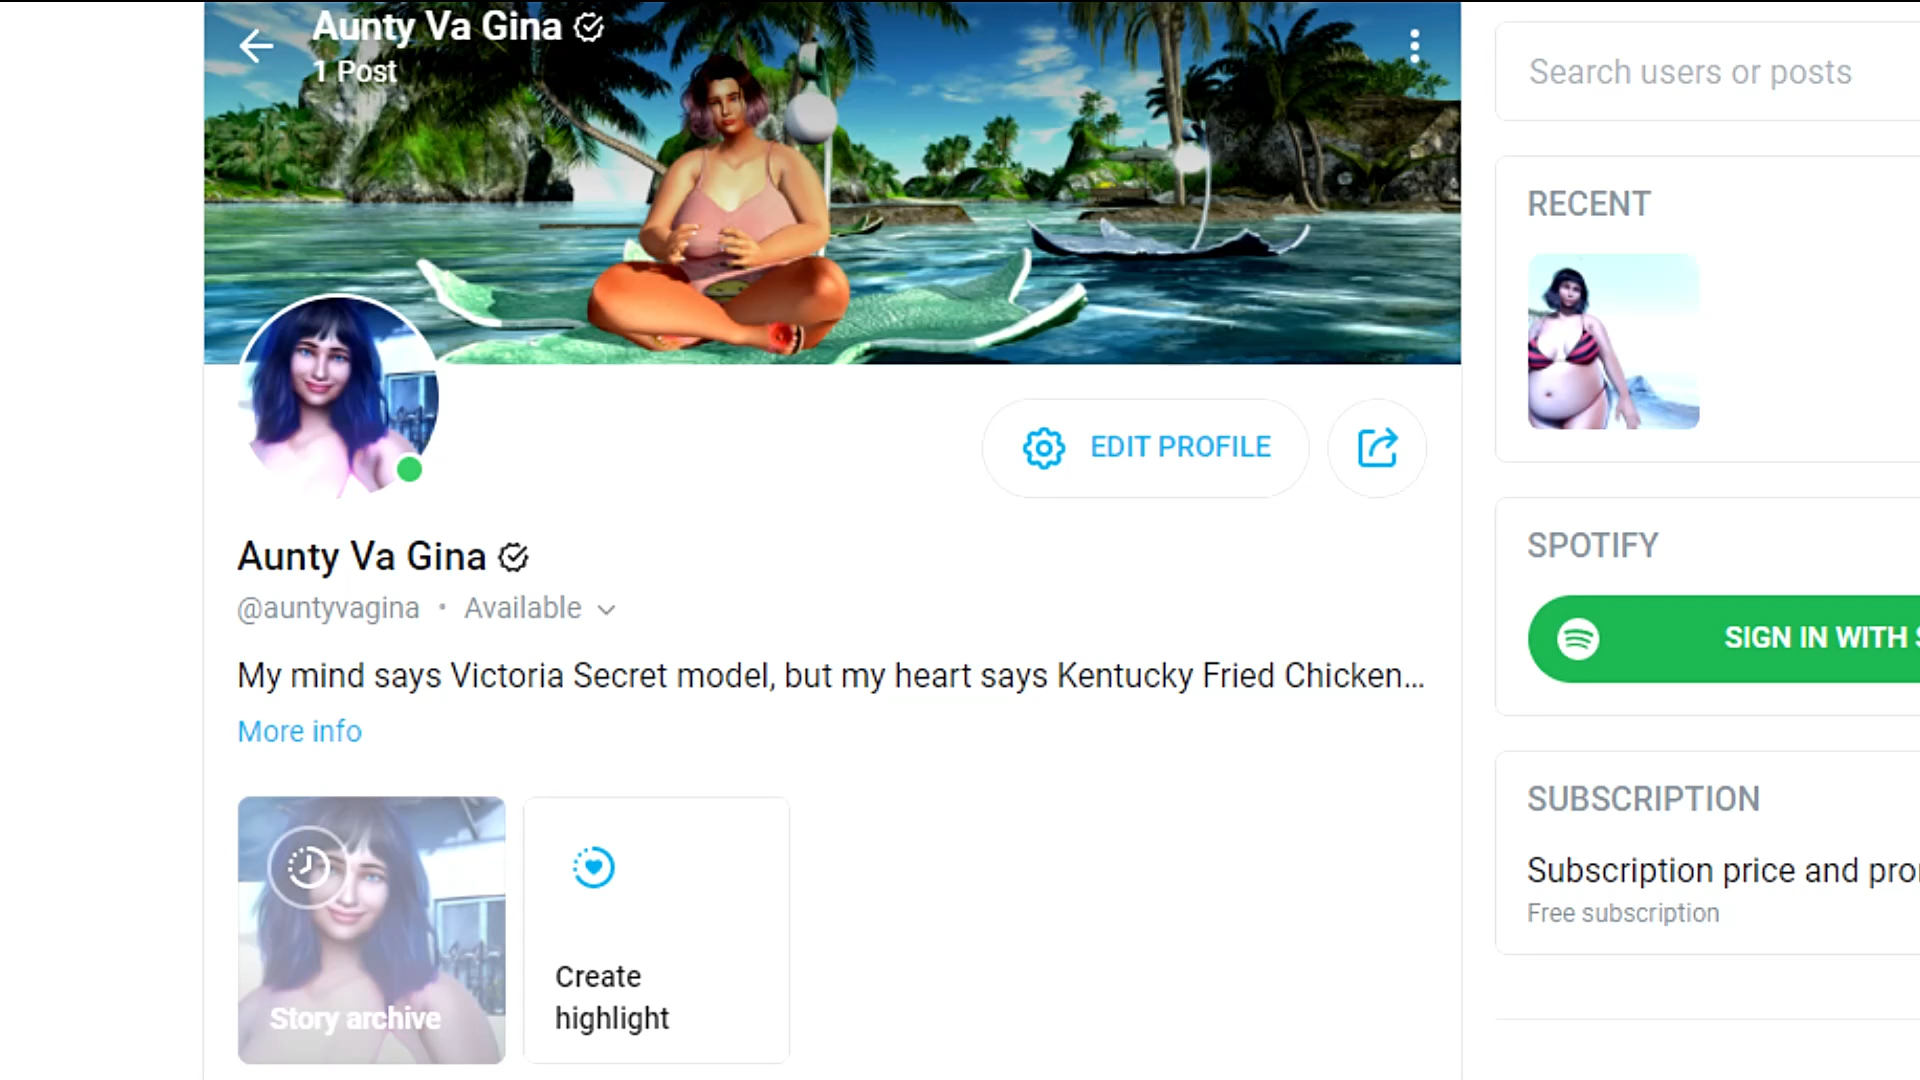 Aunty Va Gina
1 Post
Search users or posts
RECENT
EDIT PROFILE
Aunty Va Gina
@auntyvagina • Available
My mind says Victoria Secret model, but my heart says Kentucky Fried Chicken...
More info
SPOTIFY
SIGN IN WITH
SUBSCRIPTION
Subscription price and
Free subscription
Story archive
Create
highlight